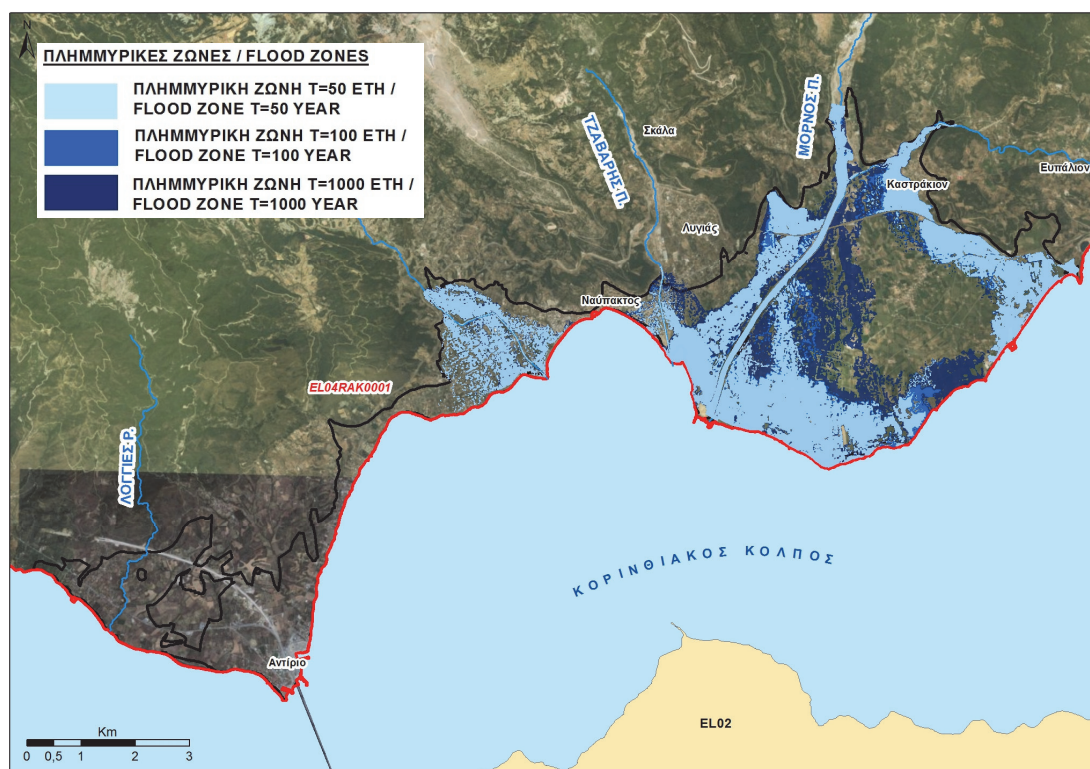 N
ΠΛΗΜΜΥΡΙΚΕΣ ΖΩΝΕΣ / FLOOD ZONES
ΠΛΗΜΜΥΡΙΚΗ ΖΩΝΗ T=50 ΕΤΗ /
FLOOD ZONE T=50 YEAR
ΠΛΗΜΜΥΡΙΚΗ ΖΩΝΗ T=100 ΕΤΗ /
FLOOD ZONE T=100 YEAR
ΠΛΗΜΜΥΡΙΚΗ ΖΩΝΗ T=1000 ΕΤΗ /
FLOOD ZONE T=1000 YEAR
ΤΖΑΒΑΡΗΣ Π.
Σκάλα
ΜΟΡΝΟΣ Π.
Ευπάλιον
Καστράκιον
Λυγιάς
Ναύπακτος
EL04RAK0001
ΛΟΓΓΙΕΣ Ρ.
ΚΟΡΙΝΘΙΑΚΟΣ ΚΟΛΠΟΣ
Αντίριο
EL02
Km
0 0,5 1 2 3